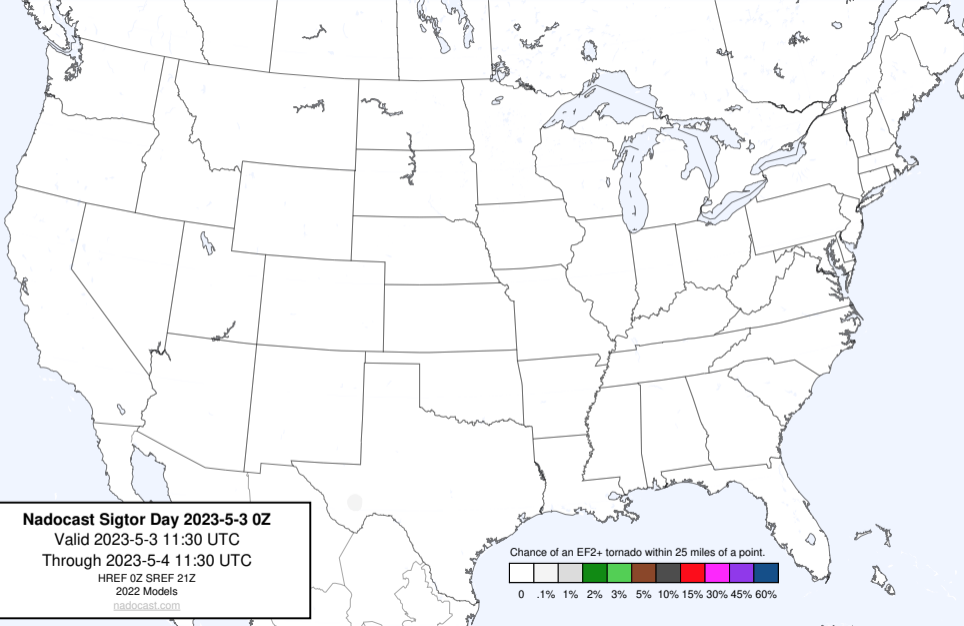 Nadocast Sigtor Day 2023-5-3 0Z
Valid 2023-5-3 11:30 UTC
Through 2023-5-4 11:30 UTC
HREF 0Z SREF 21Z
2022 Models
nadocast.com
Chance of an EF2+ tornado within 25 miles of a point.
0 .1% 1% 2% 3% 5% 10% 15% 30% 45% 60%